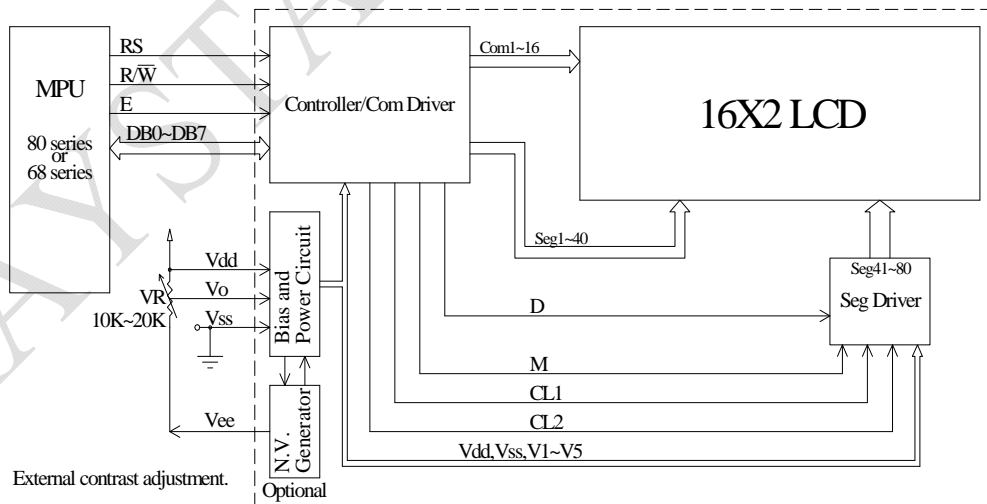 RS
R/W̅
E
DB0~DB7
MPU
80 series
or
68 series
Controller/Com Driver
Com1~16
16X2 LCD
Seg1~40
Seg41~80
Seg Driver
Vdd
Vo
VR
10K~20K
Vss
Bias and
Power Circuit
D
M
CL1
CL2
Vdd,Vss,V1~V5
Vee
N.V.
Generator
Optional
External contrast adjustment.